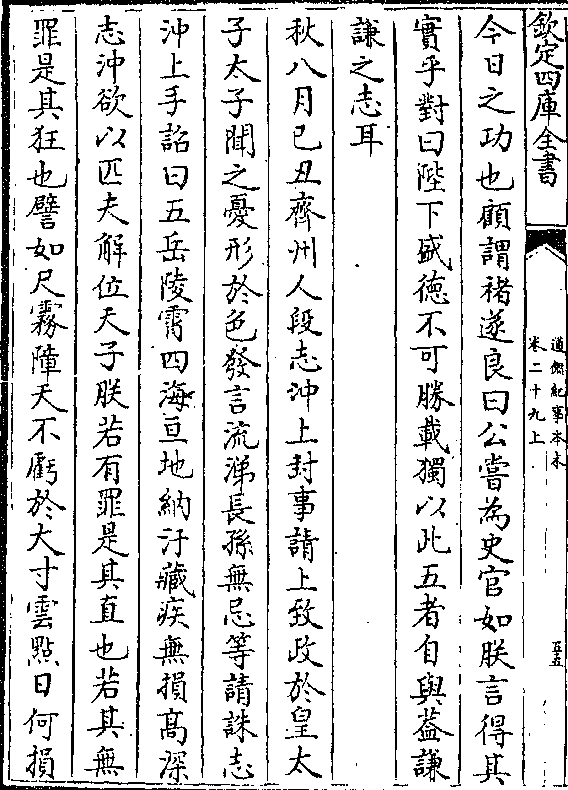 欽定四庫全書
通鑑紀事本末
卷二十九上
五五
今日之功也顧謂褚遂良曰公嘗為史官如朕言得其
實乎對曰陛下盛德不可勝載獨以此五者自與葢謙
謙之志耳
秋八月己丑齊州人段志沖上封事請上致政於皇太
子太子聞之憂形於色發言流涕長孫無忌等請誅志
沖上手詔曰五岳陵霄四海亘地納汙藏疾無損髙深
志沖欲以匹夫解位天子朕若有罪是其直也若其無
罪是其狂也譬如尺霧障天不虧於大寸雲點日何損